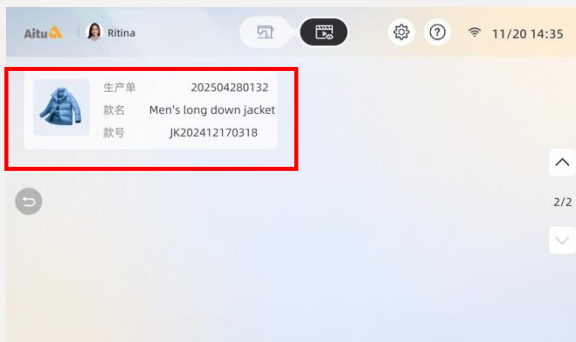 Aitu Ritina 11/20 14:35
生产单 202504280132
款名 Men's long down jacket
款号 JK202412170318
2/2